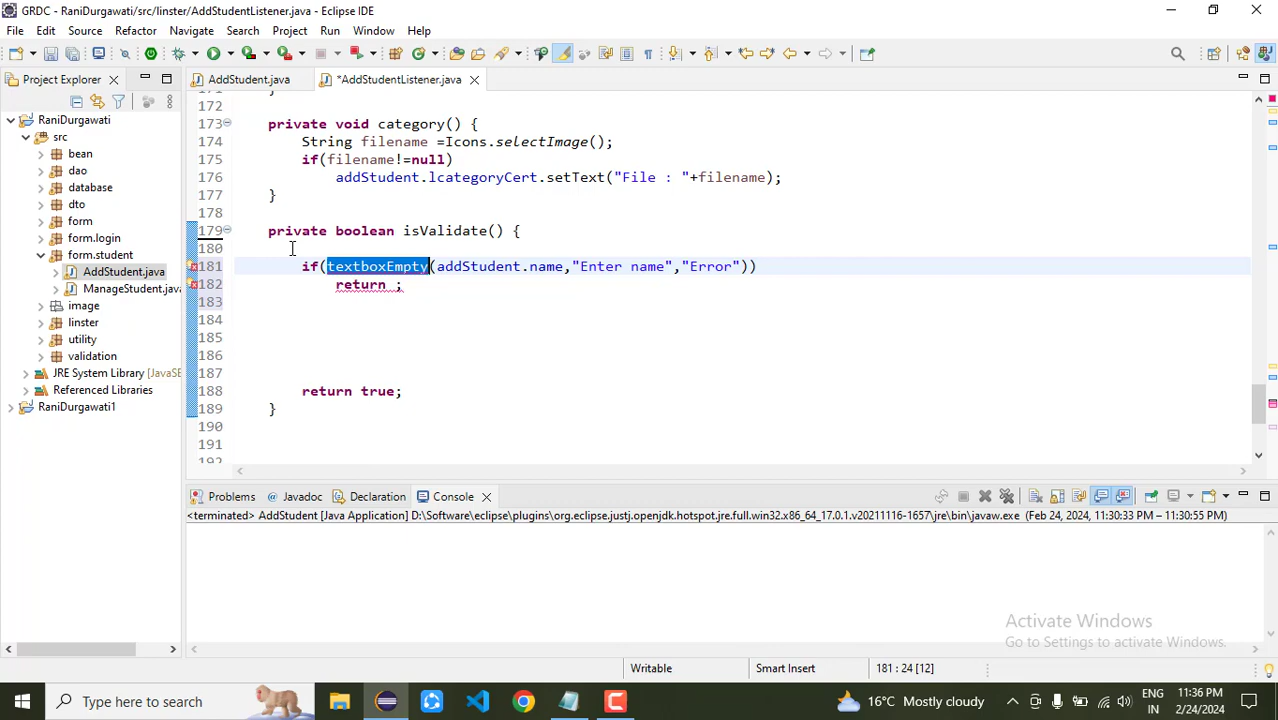 GRDC - RaniDurgawati/src/linster/AddStudentListener.java - Eclipse IDE
File Edit Source Refactor Navigate Search Project Run Window Help
Project Explorer
AddStudent.java
*AddStudentListener.java
RaniDurgawati
src
bean
dao
database
dto
form
form.login
form.student
AddStudent.java
ManageStudent.java
image
linster
utility
validation
JRE System Library [JavaSE
Referenced Libraries
RaniDurgawati1
171 }
172
173 private void category() {
174 String filename =Icons.selectImage();
175 if(filename!=null)
176 addStudent.lcategoryCert.setText("File : "+filename);
177 }
178
179 private boolean isValidate() {
180
181 if(textboxEmpty(addStudent.name,"Enter name","Error"))
182 return ;
183
184
185
186
187
188 return true;
189 }
190
191
192
Problems Javadoc Declaration Console
<terminated> AddStudent [Java Application] D:\Software\eclipse\plugins\org.eclipse.justj.openjdk.hotspot.jre.full.win32.x86_64_17.0.1.v20211116-1657\jre\bin\javaw.exe (Feb 24, 2024, 11:30:33 PM – 11:30:55 PM)
Activate Windows
Go to Settings to activate Windows.
Writable
Smart Insert
181 : 24 [12]
Type here to search
16°C Mostly cloudy
ENG
IN
11:36 PM
2/24/2024